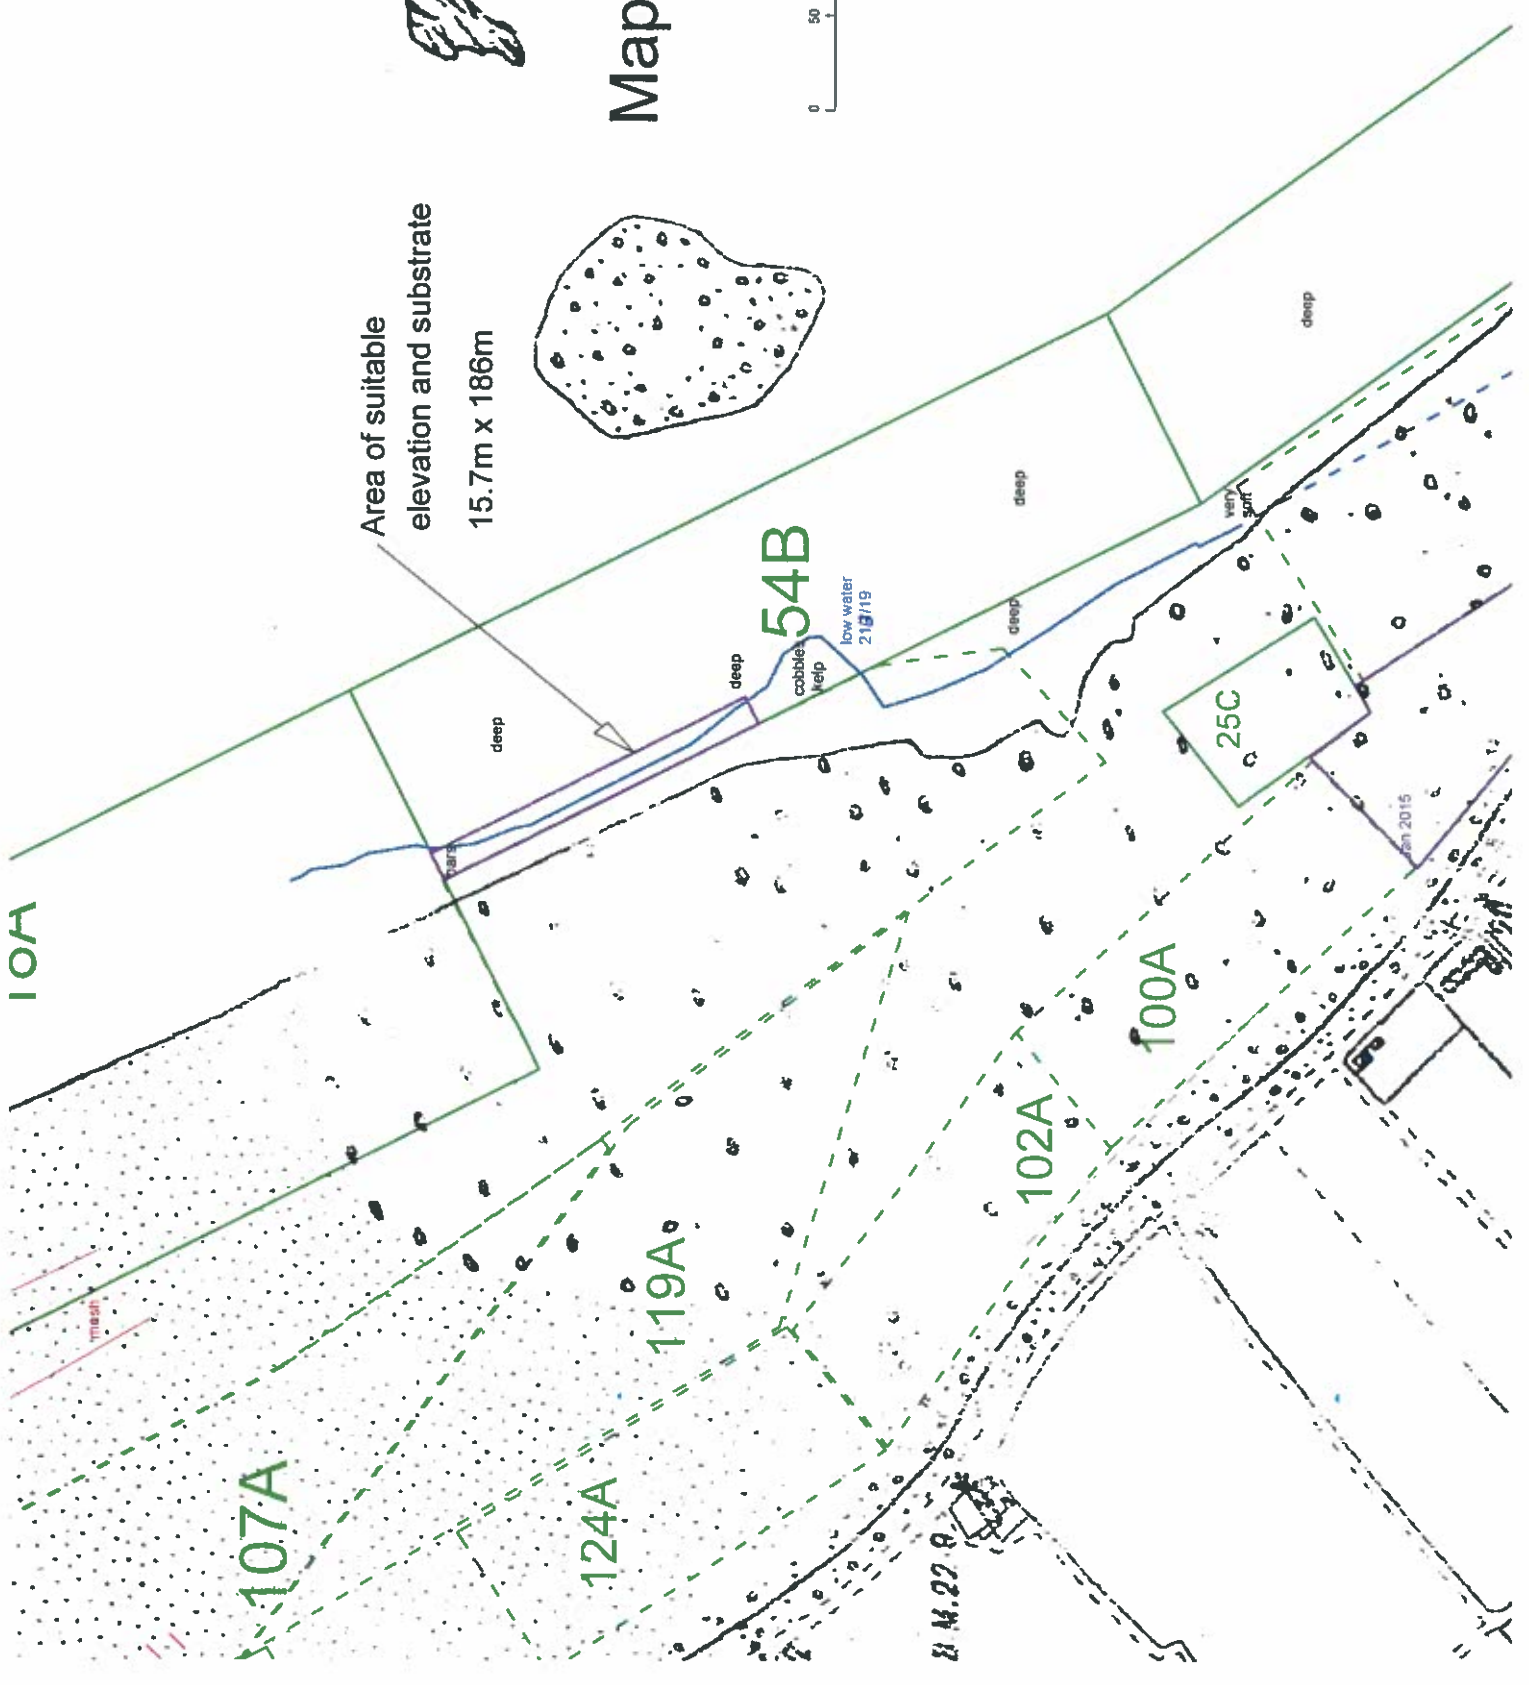 10A
Map
0 50
Area of suitable
elevation and substrate
15.7m x 186m
deep
deep
deep
deep
deep
54B
low water
cobble
kelp
very
soft
25C
Jan 2015
mesh
107A
119A
124A
102A
100A